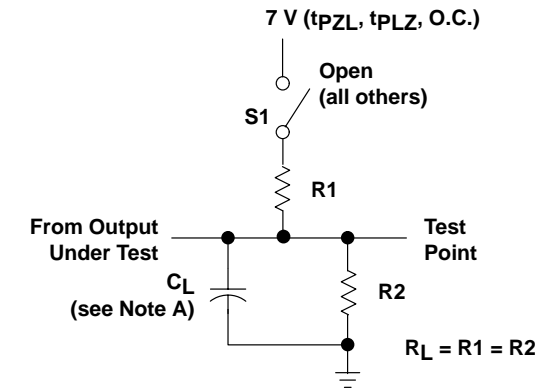 7 V (tPZL, tPLZ, O.C.)
Open
(all others)
S1
R1
From Output
Under Test
Test
Point
CL
(see Note A)
R2
RL = R1 = R2